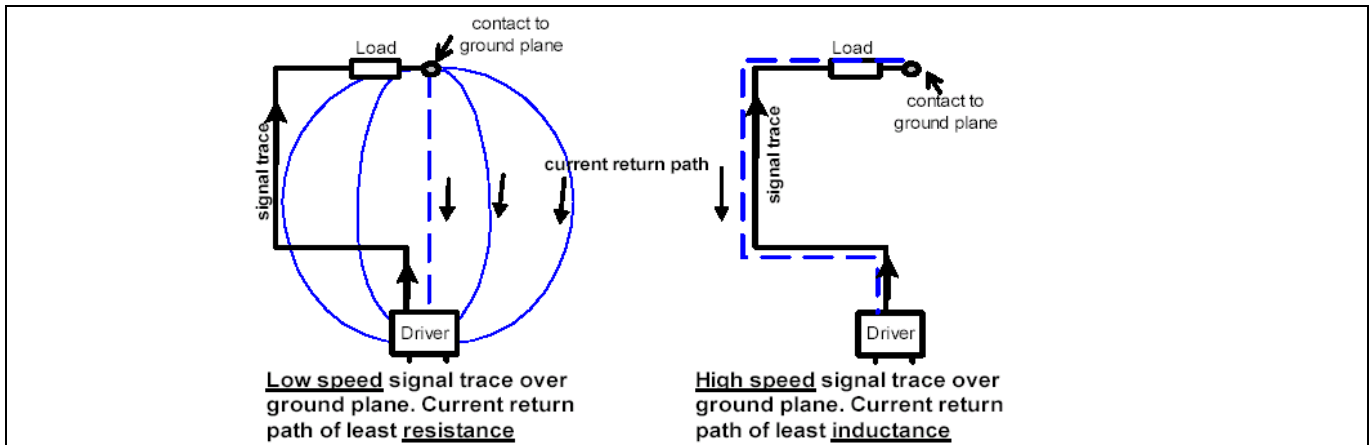 contact to
ground plane
Load
signal trace
current return path
Driver
Low speed signal trace over
ground plane. Current return
path of least resistance
Load
contact to
ground plane
signal trace
Driver
High speed signal trace over
ground plane. Current return
path of least inductance